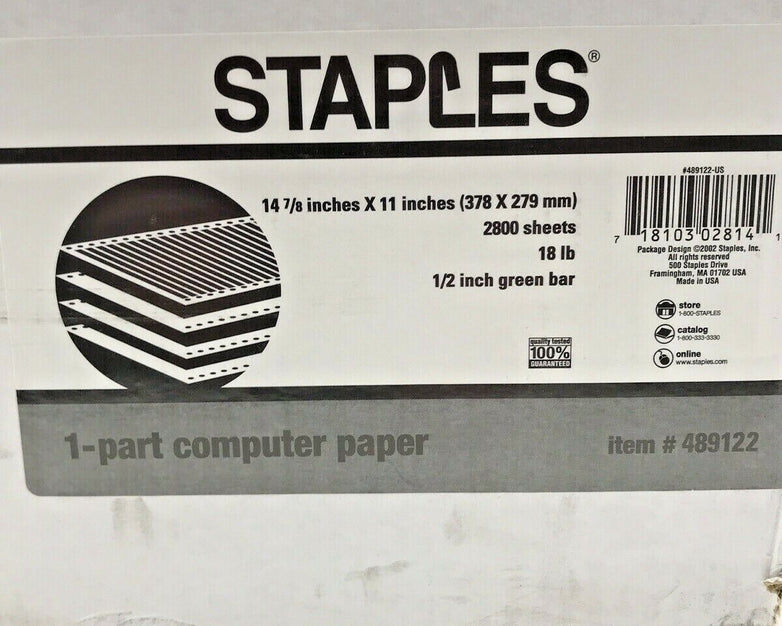 STAPLES®
14 7/8 inches X 11 inches (378 X 279 mm)
2800 sheets
18 lb
1/2 inch green bar
quality tested
100%
GUARANTEED
#489122-US
7 18103 02814 1
Package Design ©2002 Staples, Inc.
All rights reserved
500 Staples Drive
Framingham, MA 01702 USA
Made in USA
store
1-800-STAPLES
catalog
1-800-333-3330
online
www.staples.com
1-part computer paper
item # 489122